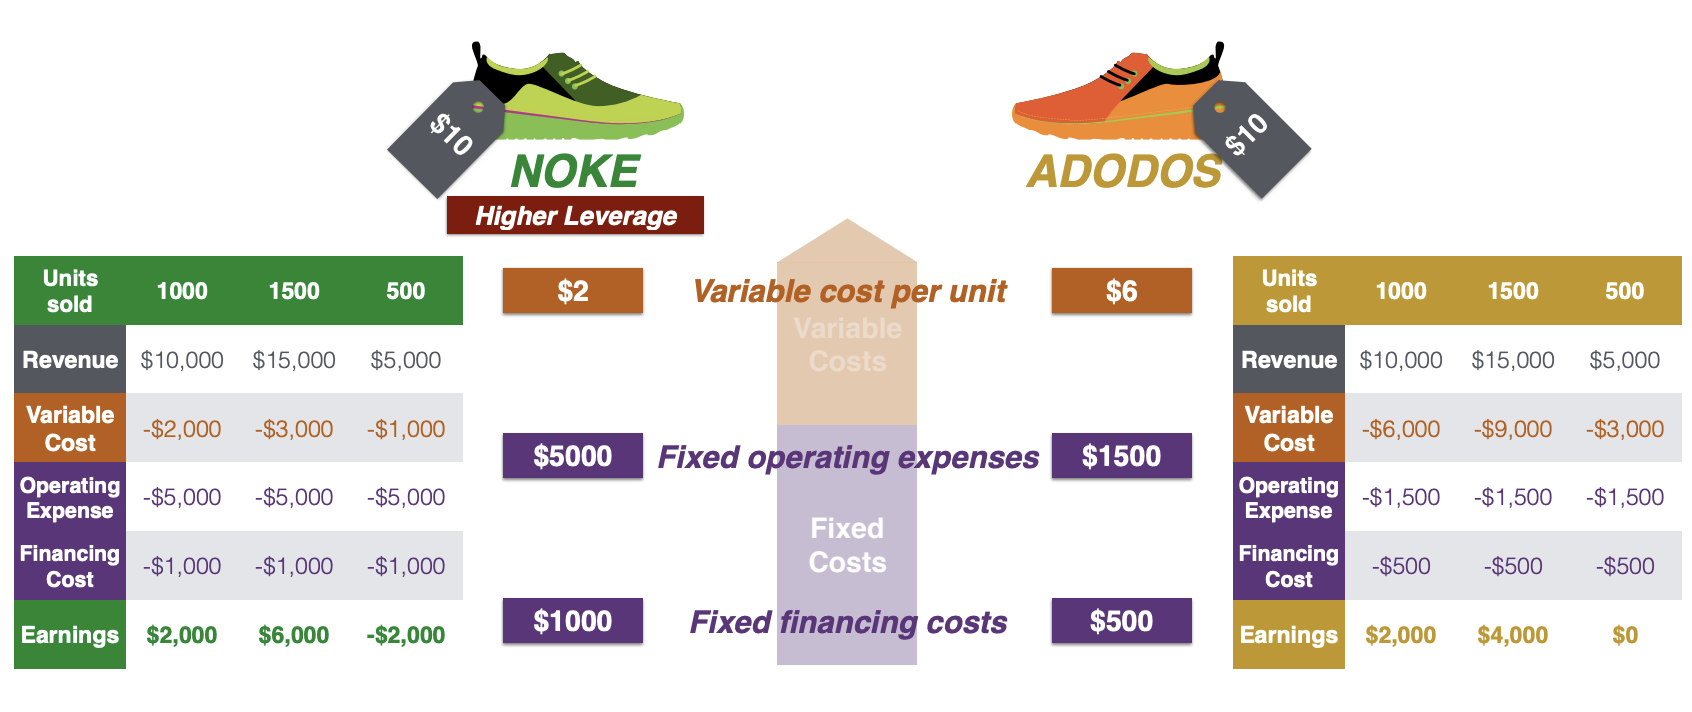 $10
$10
NOKE
ADODOS
Higher Leverage
Units sold 1000 1500 500
Revenue $10,000 $15,000 $5,000
Variable Cost -$2,000 -$3,000 -$1,000
Operating Expense -$5,000 -$5,000 -$5,000
Financing Cost -$1,000 -$1,000 -$1,000
Earnings $2,000 $6,000 -$2,000
$2 Variable cost per unit $6
Variable
Costs
$5000 Fixed operating expenses $1500
Fixed
Costs
$1000 Fixed financing costs $500
Units sold 1000 1500 500
Revenue $10,000 $15,000 $5,000
Variable Cost -$6,000 -$9,000 -$3,000
Operating Expense -$1,500 -$1,500 -$1,500
Financing Cost -$500 -$500 -$500
Earnings $2,000 $4,000 $0